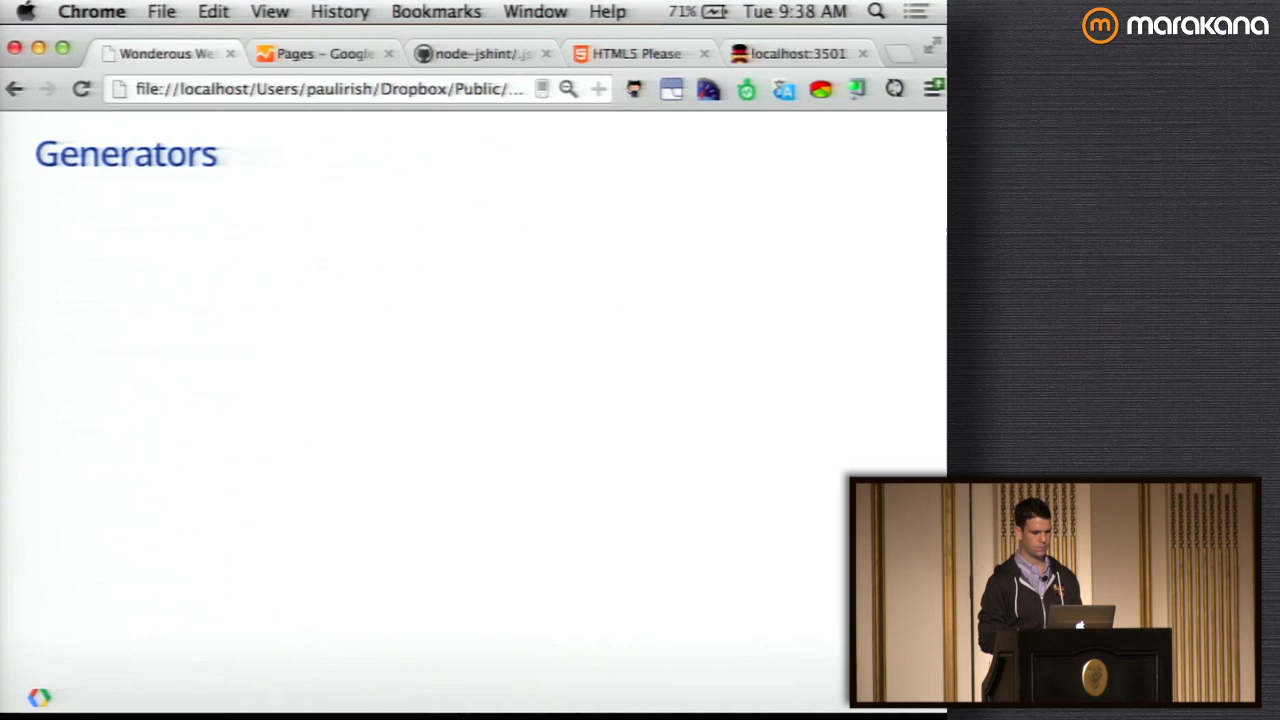 Chrome File Edit View History Bookmarks Window Help 71% Tue 9:38 AM
marakana
Wonderous We Pages - Google node-jshint/.js HTML5 Please localhost:3501
file://localhost/Users/paulirish/Dropbox/Public/...
Generators